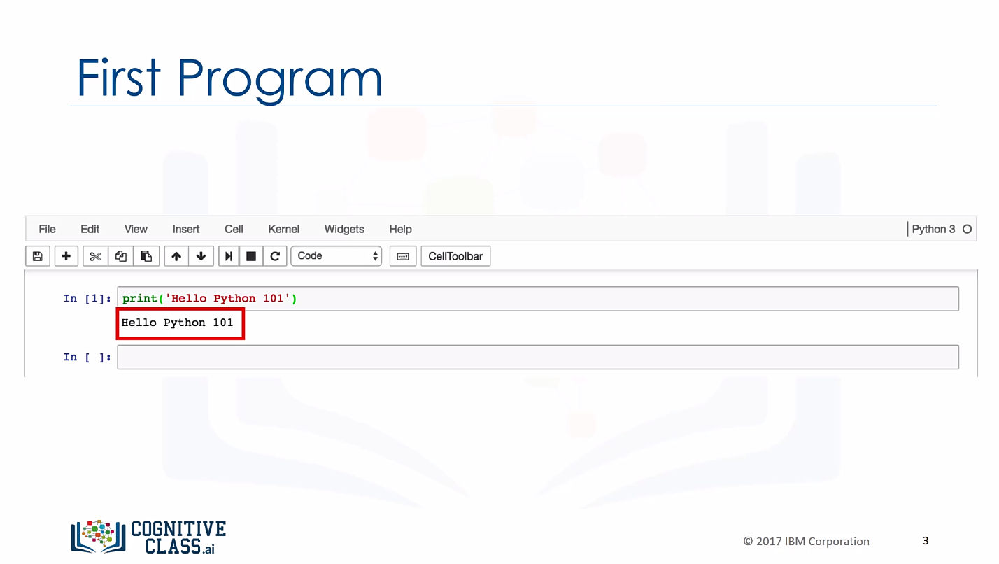 First Program
File Edit View Insert Cell Kernel Widgets Help Python 3
Code CellToolbar
In [1]: print('Hello Python 101')
Hello Python 101
In [ ]:
COGNITIVE
CLASS.ai
© 2017 IBM Corporation 3